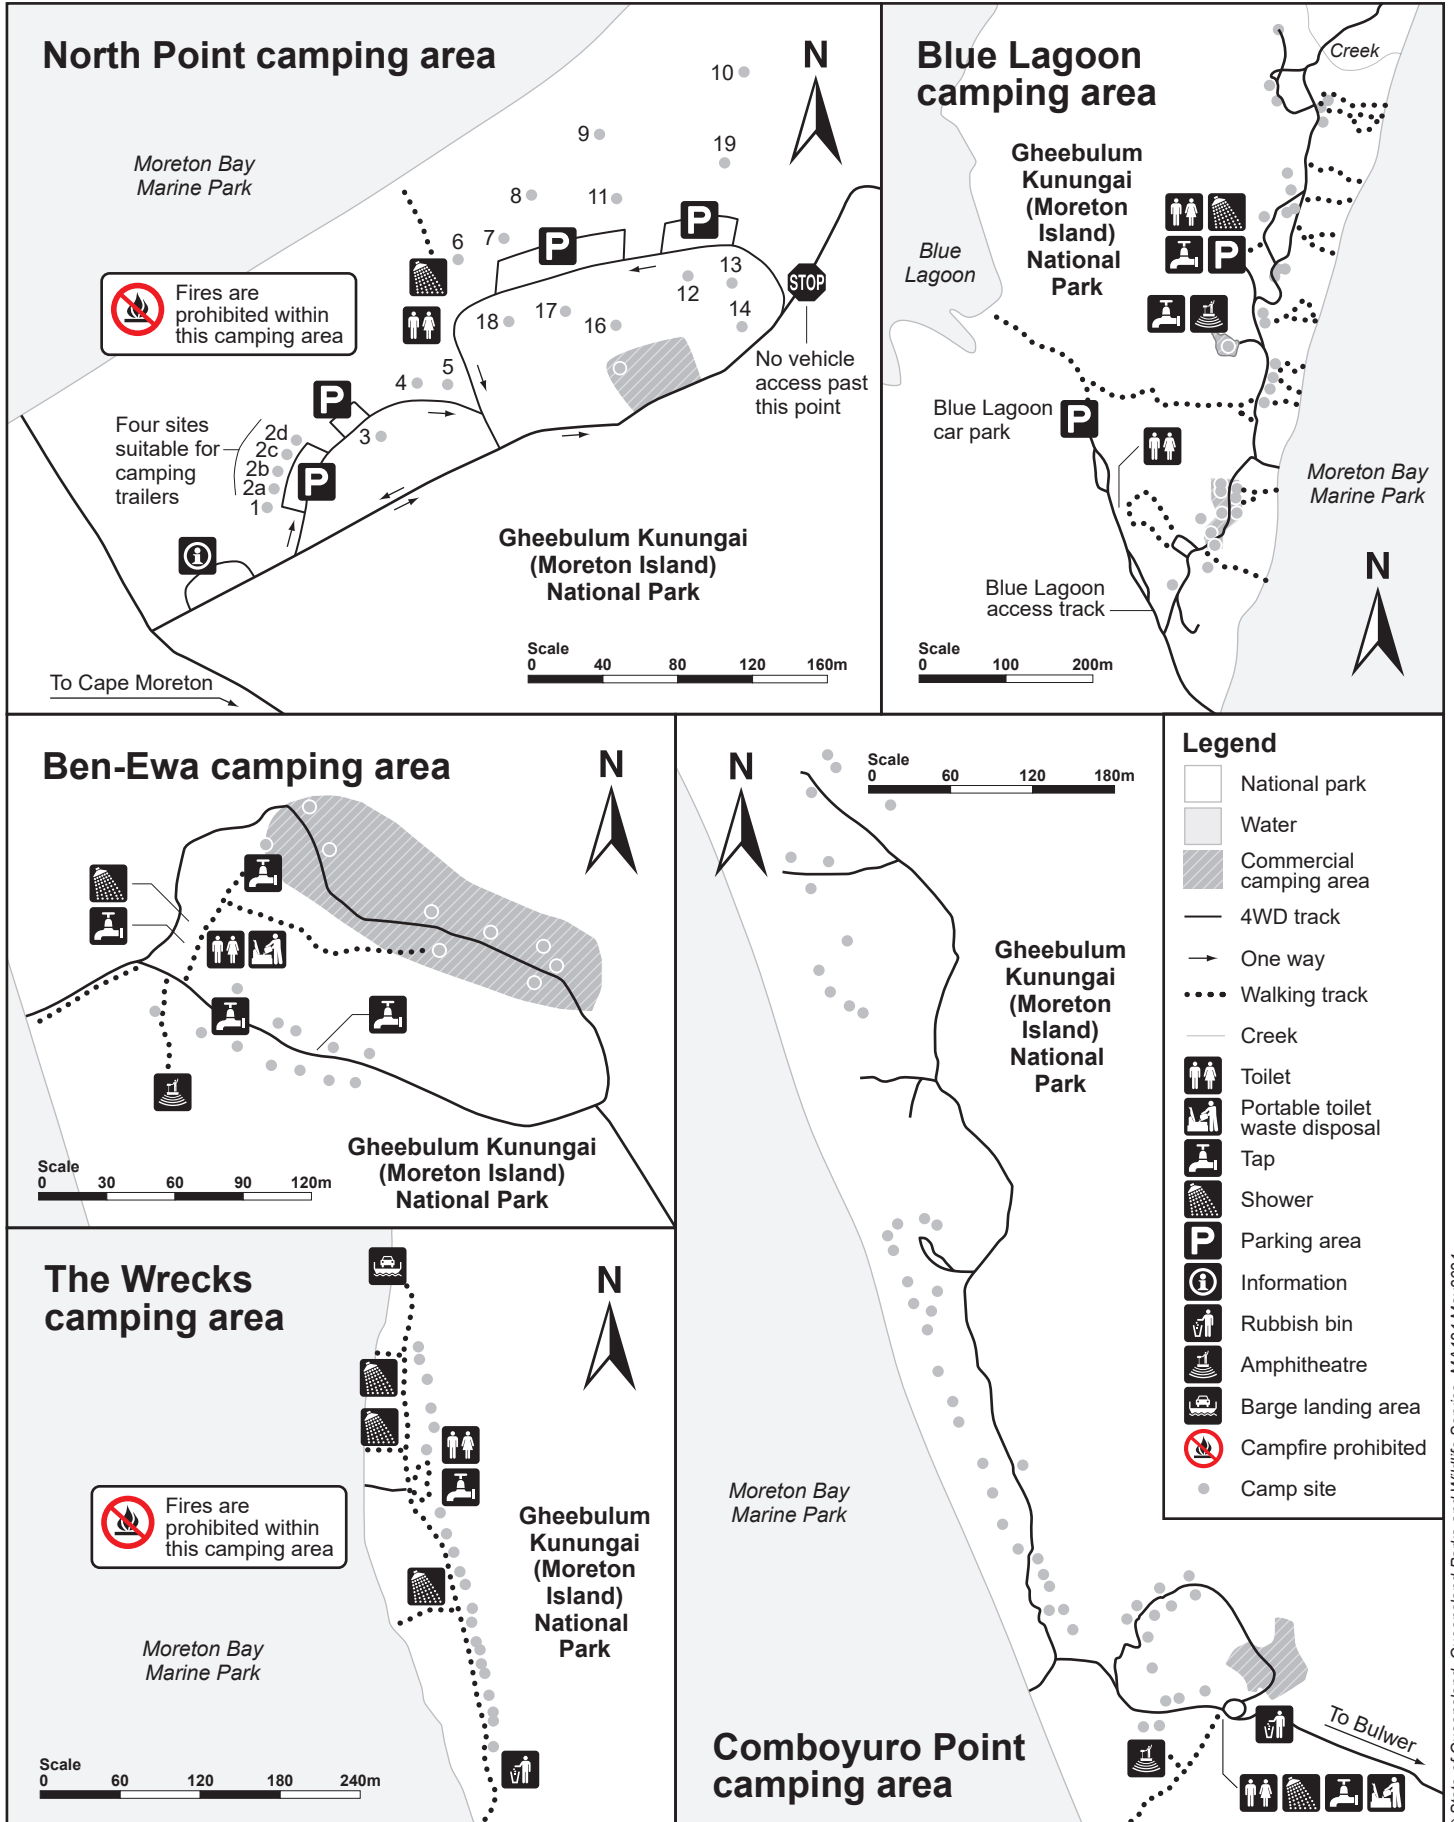 North Point camping area
Moreton Bay
Marine Park
N
10
9
19
8
11
P
6
7
P
13
STOP
12
18
17
16
14
Fires are
prohibited within
this camping area
No vehicle
access past
this point
4
5
P
Four sites
suitable for
camping
trailers
3
2d
2c
2b
2a
1
P
Gheebulum Kunungai
(Moreton Island)
National Park
Scale
0 40 80 120 160m
To Cape Moreton
Blue Lagoon
camping area
Creek
Gheebulum
Kunungai
(Moreton
Island)
National
Park
P
Blue
Lagoon
Blue Lagoon
car park
P
Moreton Bay
Marine Park
N
Blue Lagoon
access track
Scale
0 100 200m
Ben-Ewa camping area
N
Gheebulum Kunungai
(Moreton Island)
National Park
Scale
0 30 60 90 120m
The Wrecks
camping area
N
Fires are
prohibited within
this camping area
Gheebulum
Kunungai
(Moreton
Island)
National
Park
Moreton Bay
Marine Park
Scale
0 60 120 180 240m
N
Scale
0 60 120 180m
Gheebulum
Kunungai
(Moreton
Island)
National
Park
Moreton Bay
Marine Park
Comboyuro Point
camping area
To Bulwer
Legend
National park
Water
Commercial
camping area
4WD track
One way
Walking track
Creek
Toilet
Portable toilet
waste disposal
Tap
Shower
P
Parking area
Information
Rubbish bin
Amphitheatre
Barge landing area
Campfire prohibited
Camp site